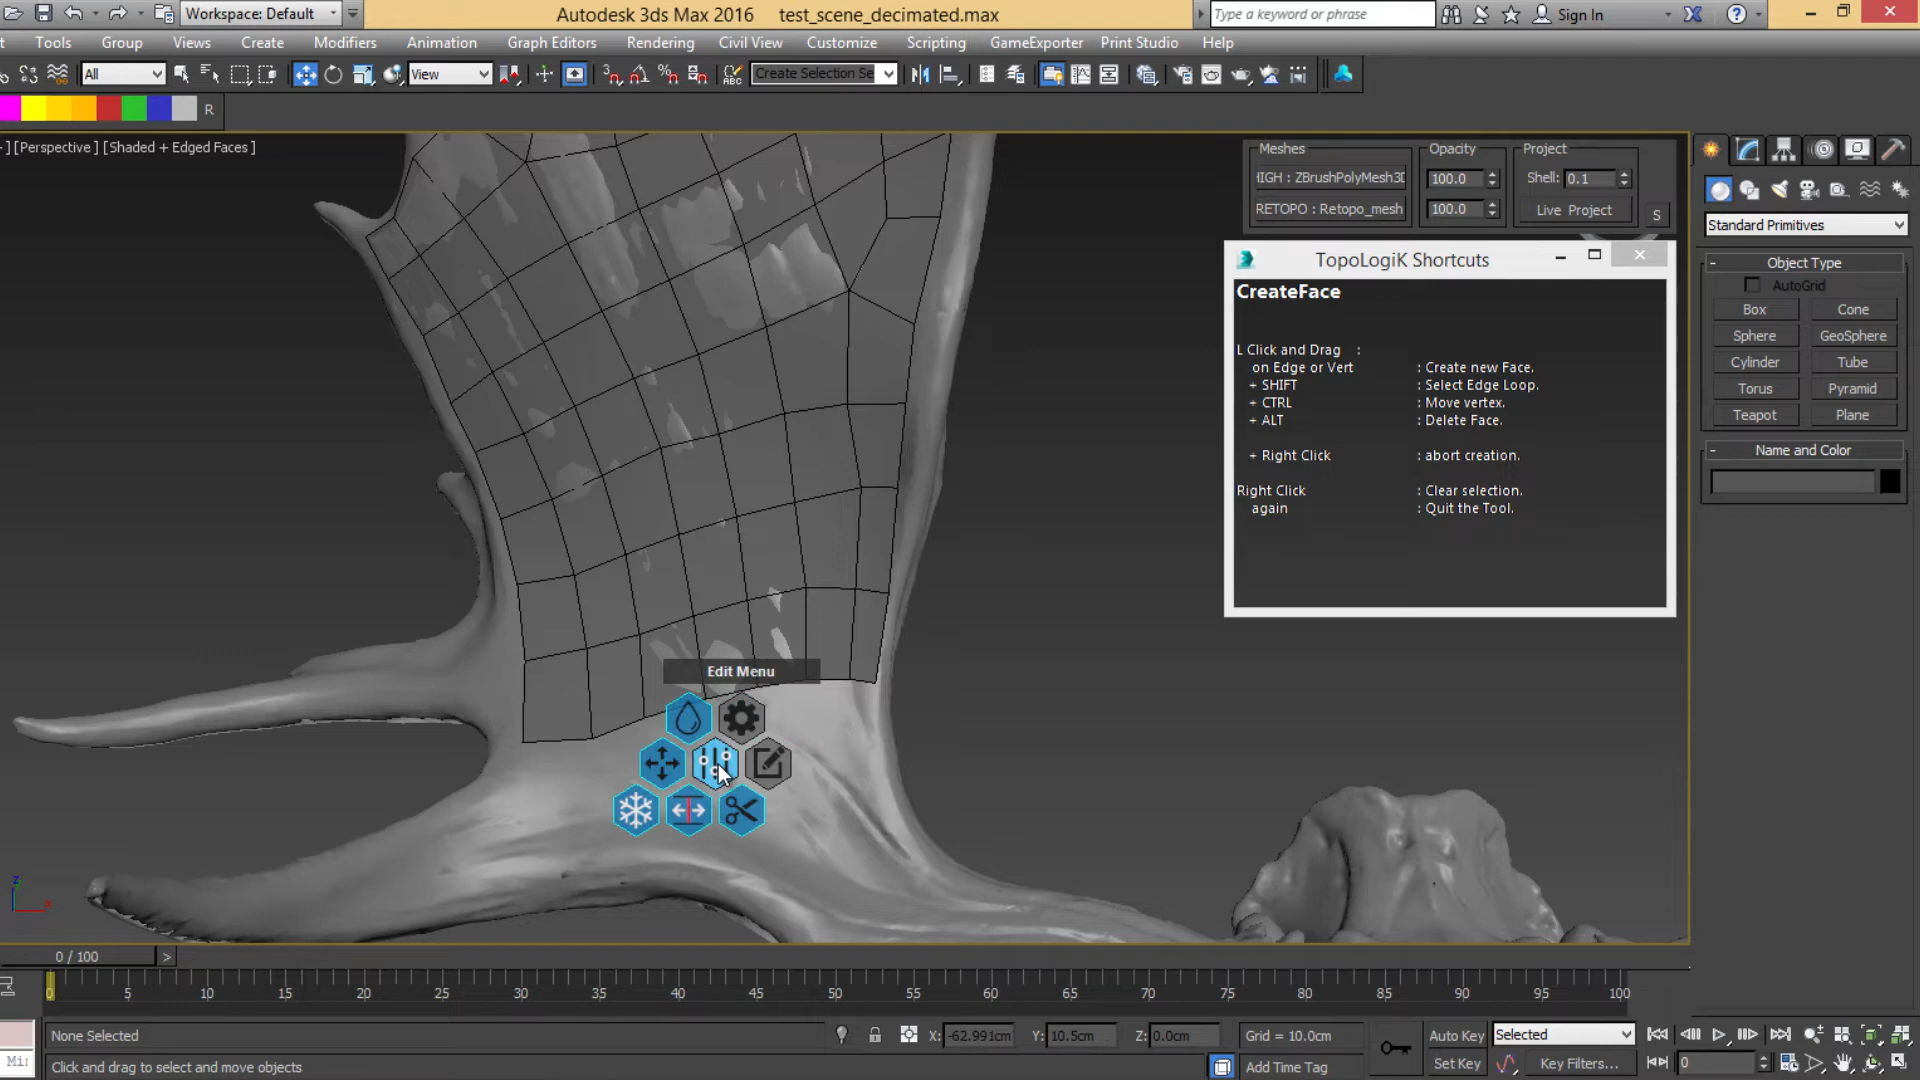 Workspace: Default
Autodesk 3ds Max 2016 test_scene_decimated.max
Type a keyword or phrase
Sign In
Tools Group Views Create Modifiers Animation Graph Editors Rendering Civil View Customize Scripting GameExporter Print Studio Help
All
View
ABC
Create Selection Se
R
] [Perspective ] [Shaded + Edged Faces ]
Meshes Opacity Project
HIGH : ZBrushPolyMesh3D 100.0 Shell: 0.1
RETOPO : Retopo_mesh 100.0 Live Project S
TopoLogiK Shortcuts
CreateFace
L Click and Drag :
on Edge or Vert : Create new Face.
+ SHIFT : Select Edge Loop.
+ CTRL : Move vertex.
+ ALT : Delete Face.
+ Right Click : abort creation.
Right Click : Clear selection.
again : Quit the Tool.
Standard Primitives
- Object Type
AutoGrid
Box Cone
Sphere GeoSphere
Cylinder Tube
Torus Pyramid
Teapot Plane
- Name and Color
Edit Menu
z
x
0 / 100 >
0 5 10 15 20 25 30 35 40 45 50 55 60 65 70 75 80 85 90 95 100
None Selected
X: -62.991cm Y: 10.5cm Z: 0.0cm Grid = 10.0cm
Auto Key Selected
Mi:
Click and drag to select and move objects
Add Time Tag
Set Key Key Filters... 0